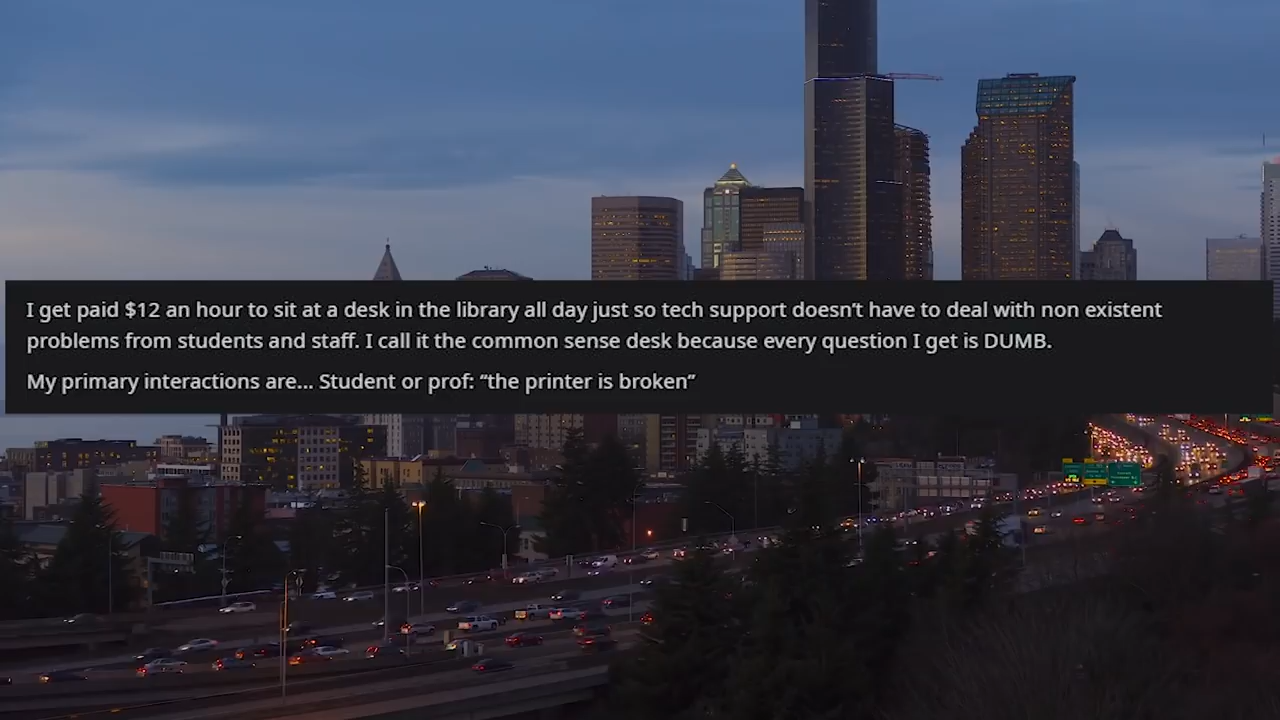 I get paid $12 an hour to sit at a desk in the library all day just so tech support doesn't have to deal with non existent
problems from students and staff. I call it the common sense desk because every question I get is DUMB.
My primary interactions are... Student or prof: "the printer is broken"